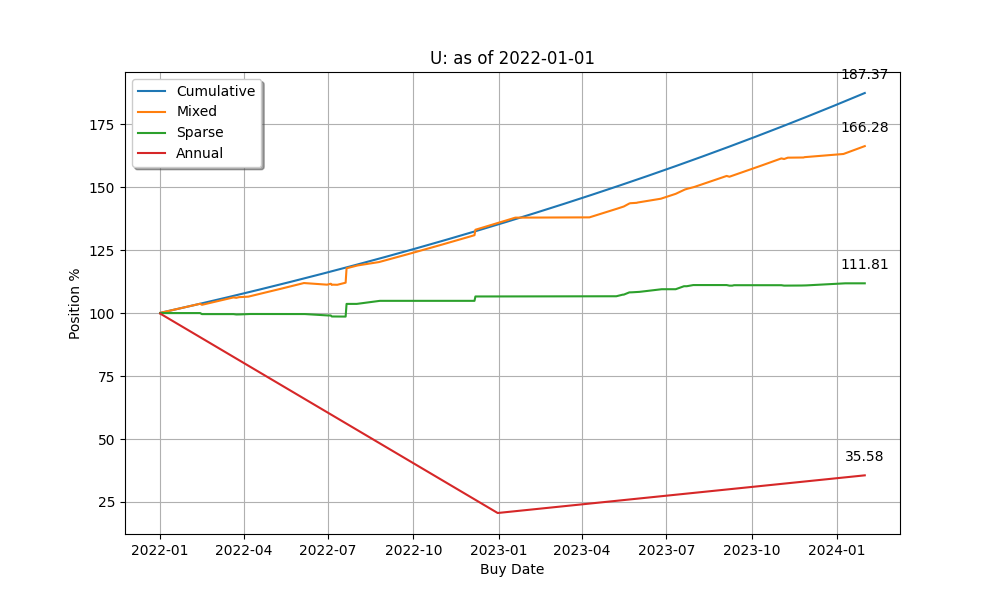 U: as of 2022-01-01
Cumulative
Mixed
Sparse
Annual
187.37
166.28
111.81
35.58
175
150
125
100
75
50
25
Position %
2022-01 2022-04 2022-07 2022-10 2023-01 2023-04 2023-07 2023-10 2024-01
Buy Date